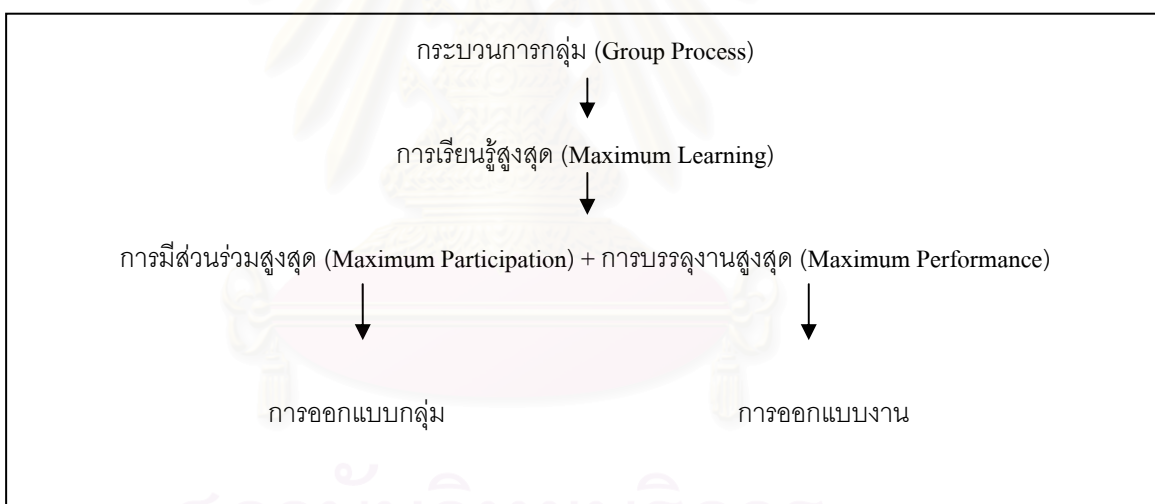 กระบวนการกลุ่ม (Group Process)
การเรียนรู้สูงสุด (Maximum Learning)
การมีส่วนร่วมสูงสุด (Maximum Participation) + การบรรลุงานสูงสุด (Maximum Performance)
การออกแบบกลุ่ม การออกแบบงาน